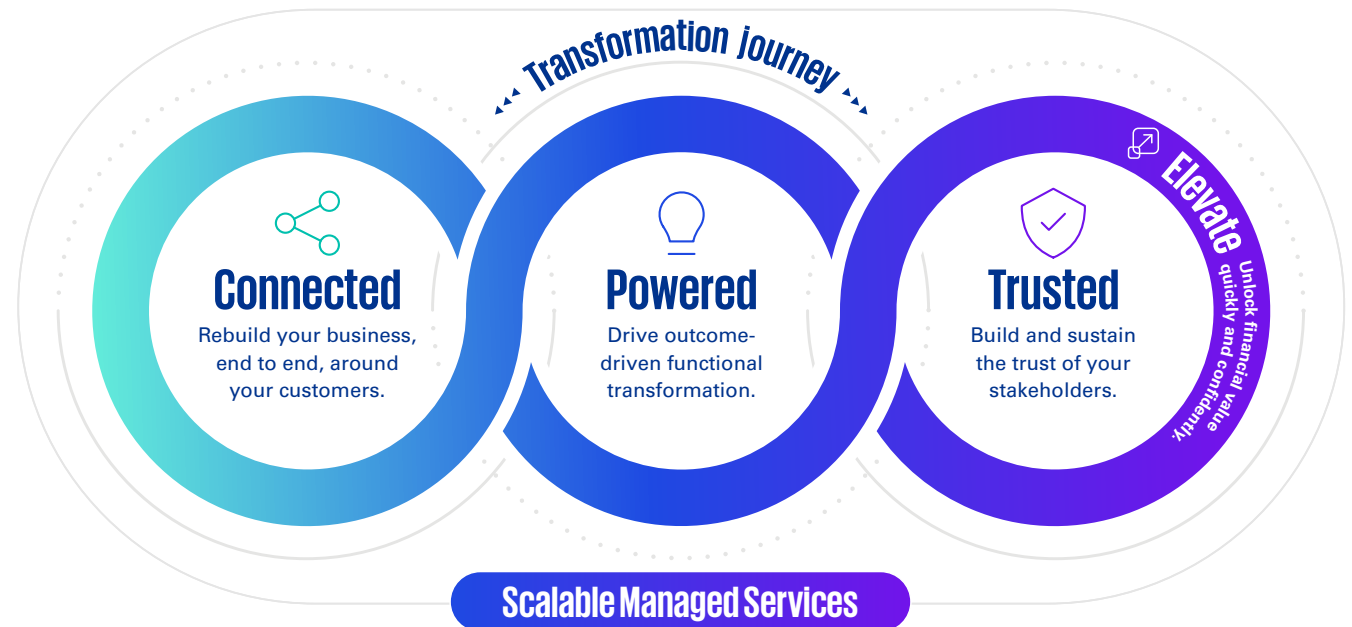 Transformation journey
Connected
Rebuild your business,
end to end, around
your customers.
Powered
Drive outcome-
driven functional
transformation.
Trusted
Build and sustain
the trust of your
stakeholders.
Elevate
Unlock financial value
quickly and confidently.
Scalable Managed Services